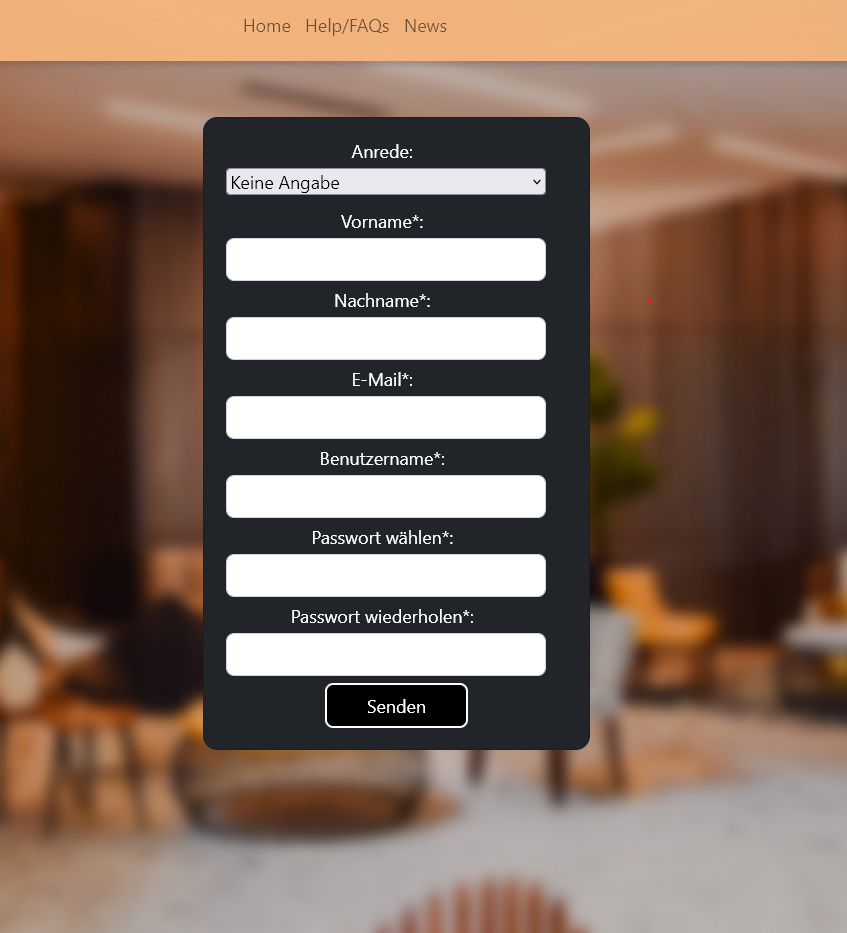 Home Help/FAQs News
Anrede:
Keine Angabe
Vorname*:
Nachname*:
E-Mail*:
Benutzername*:
Passwort wählen*:
Passwort wiederholen*:
Senden